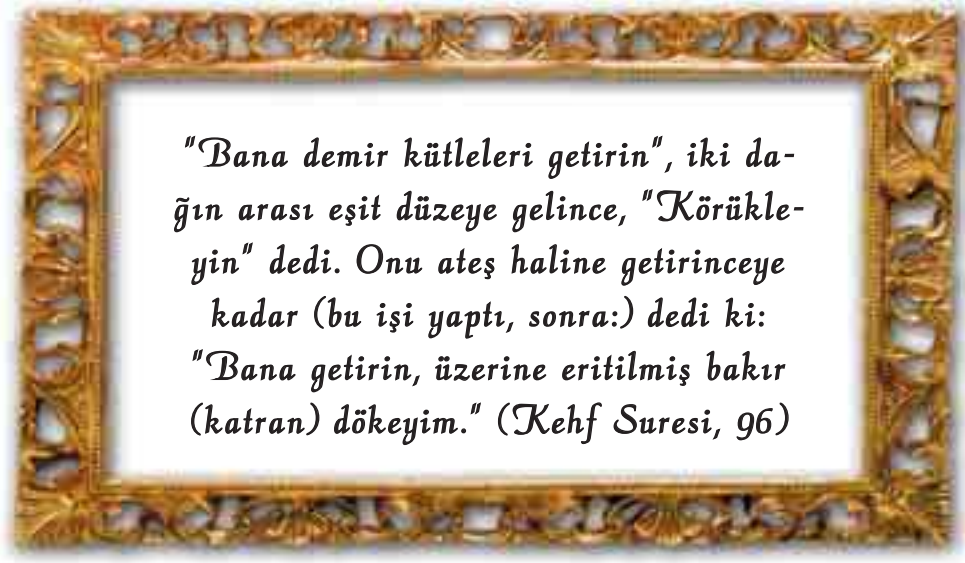 "Bana demir kütleleri getirin", iki da-
ğın arası eşit düzeye gelince, "Körükle-
yin" dedi. Onu ateş haline getirinceye
kadar (bu işi yaptı, sonra:) dedi ki:
"Bana getirin, üzerine eritilmiş bakır
(katran) dökeyim." (Kehf Suresi, 96)